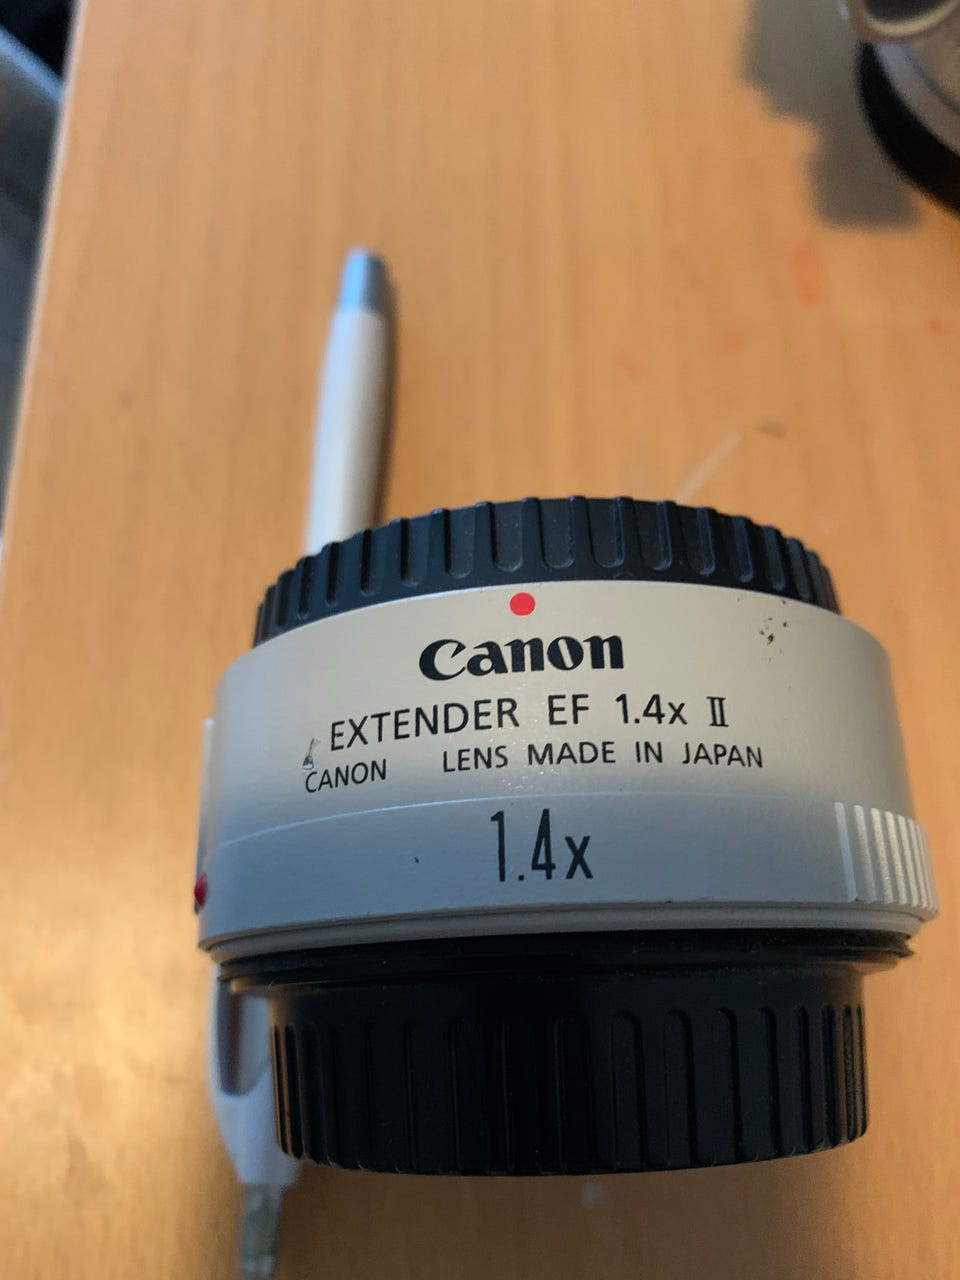 Canon
EXTENDER EF 1.4x II
CANON LENS MADE IN JAPAN
1.4x